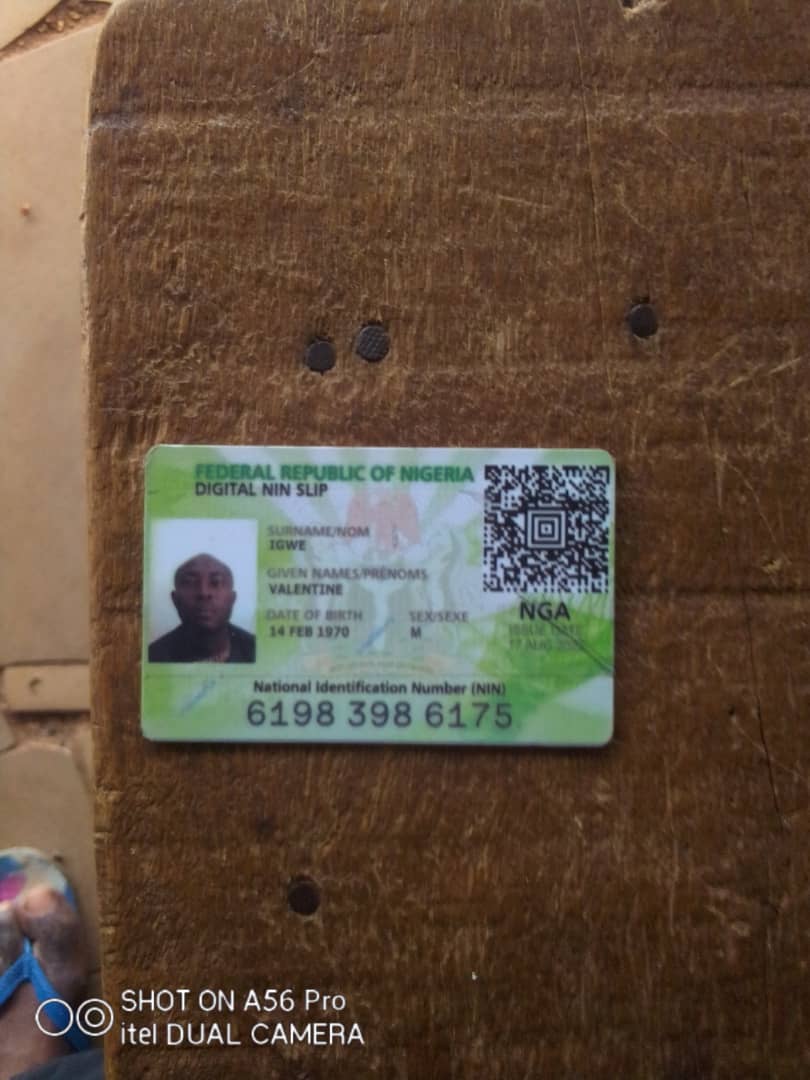 FEDERAL REPUBLIC OF NIGERIA
DIGITAL NIN SLIP
SURNAME/NOM
IGWE
GIVEN NAMES/PRÉNOMS
VALENTINE
DATE OF BIRTH
14 FEB 1970
SEX/SEXE
M
NGA
ISSUE DATE
17 AUG
National Identification Number (NIN)
6198 398 6175
SHOT ON A56 Pro
itel DUAL CAMERA